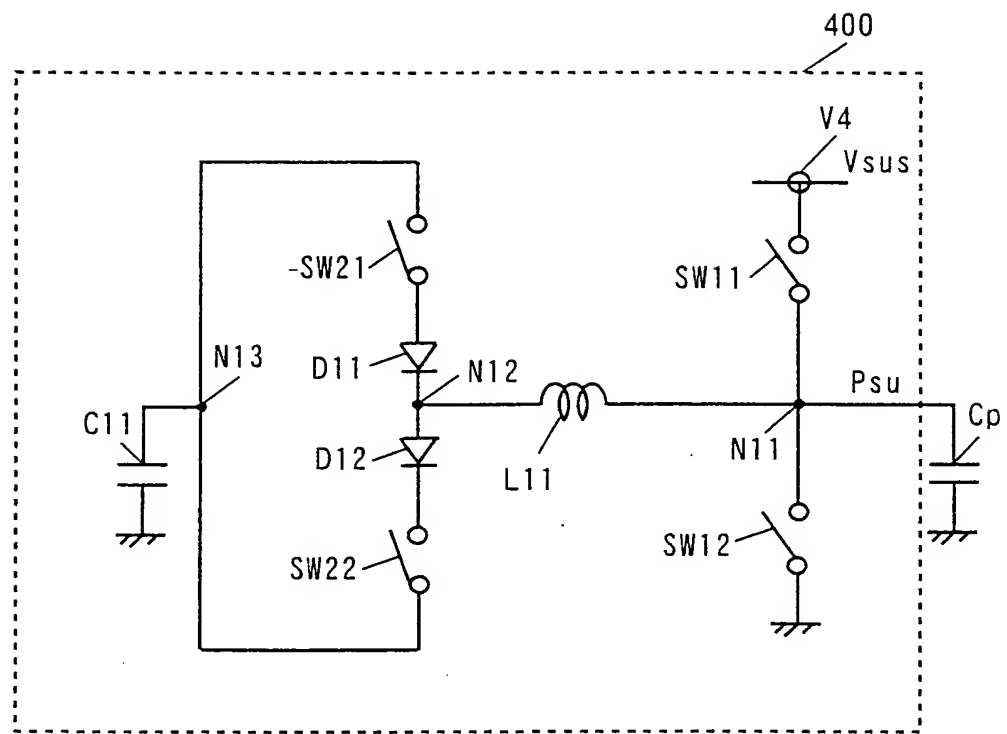 400
V4
Vsus
-SW21
SW11
N13
D11
N12
Psu
C11
Cp
D12
L11
N11
SW22
SW12